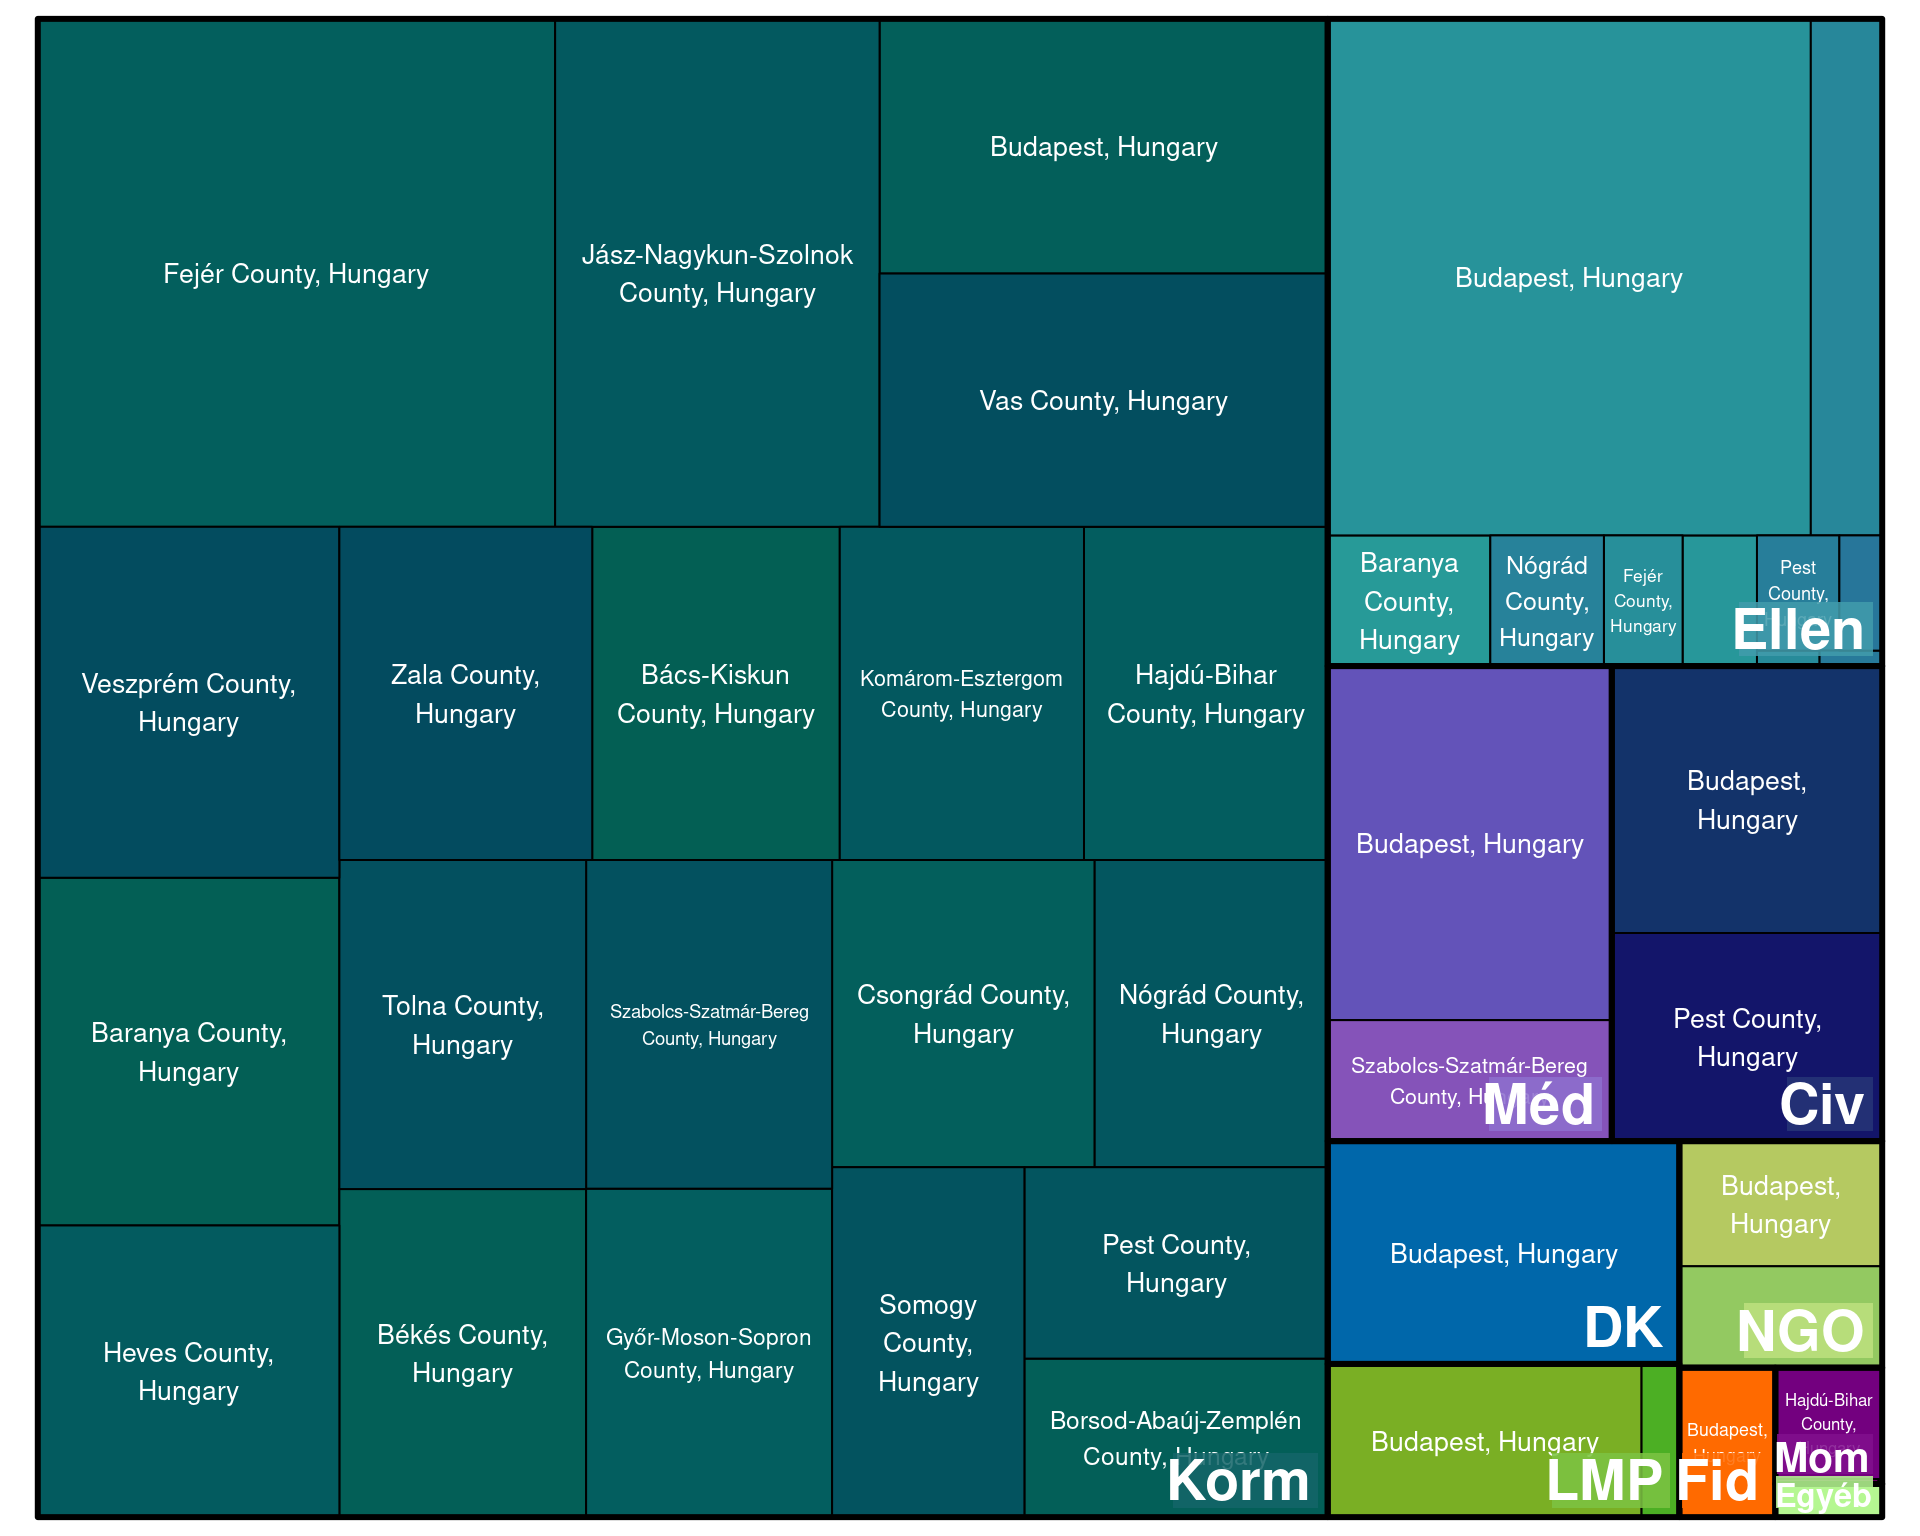 Fejér County, Hungary
Jász-Nagykun-Szolnok
County, Hungary
Budapest, Hungary
Vas County, Hungary
Veszprém County,
Hungary
Zala County,
Hungary
Bács-Kiskun
County, Hungary
Komárom-Esztergom
County, Hungary
Hajdú-Bihar
County, Hungary
Baranya County,
Hungary
Tolna County,
Hungary
Szabolcs-Szatmár-Bereg
County, Hungary
Csongrád County,
Hungary
Nógrád County,
Hungary
Heves County,
Hungary
Békés County,
Hungary
Győr-Moson-Sopron
County, Hungary
Somogy
County,
Hungary
Pest County,
Hungary
Borsod-Abaúj-Zemplén
County, Hungary
Korm
Budapest, Hungary
Baranya
County,
Hungary
Nógrád
County,
Hungary
Fejér
County,
Hungary
Pest
County,
Ellen
Budapest, Hungary
Szabolcs-Szatmár-Bereg
County,
Méd
Budapest,
Hungary
Pest County,
Hungary
Civ
Budapest, Hungary
DK
Budapest,
Hungary
NGO
Budapest, Hungary
LMP
Budapest,
Hungary
Fid
Hajdú-Bihar
County,
Mom
Egyéb